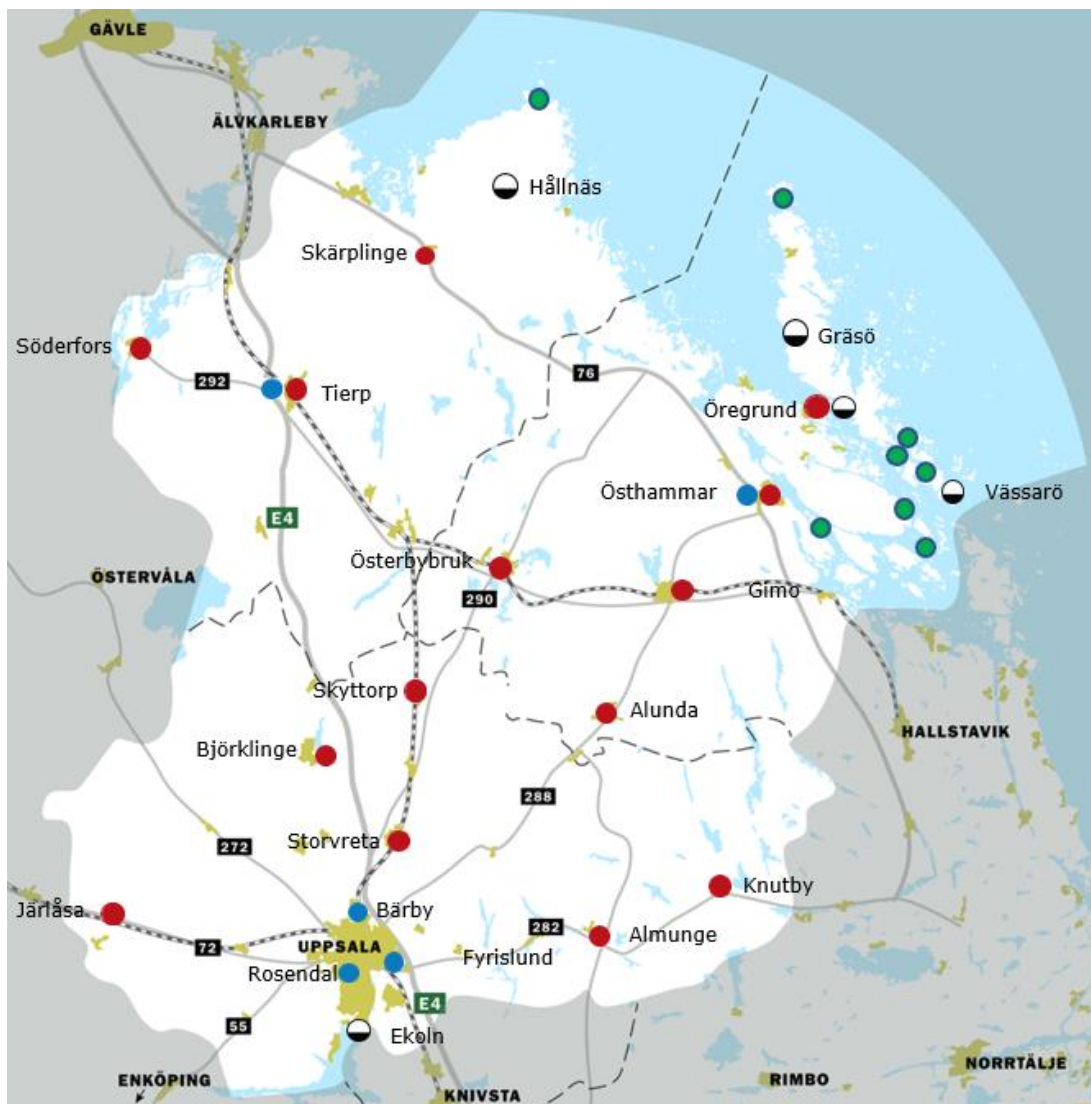 GÄVLE
ÄLVKARLEBY
Hållnäs
Skärplinge
Gräsö
Söderfors
292
Tierp
76
Öregrund
Östhammar
Vässarö
E4
Österbybruk
ÖSTERVÅLA
290
Gimo
Skyttorp
Alunda
HALLSTAVIK
Björklinge
288
Storvreta
272
Knutby
Järlåsa
Bärby
282
Almunge
72
UPPSALA
Fyrislund
Rosendal
E4
55
Ekoln
ENKÖPING
KNIVSTA
RIMBO
NORRTÄLJE